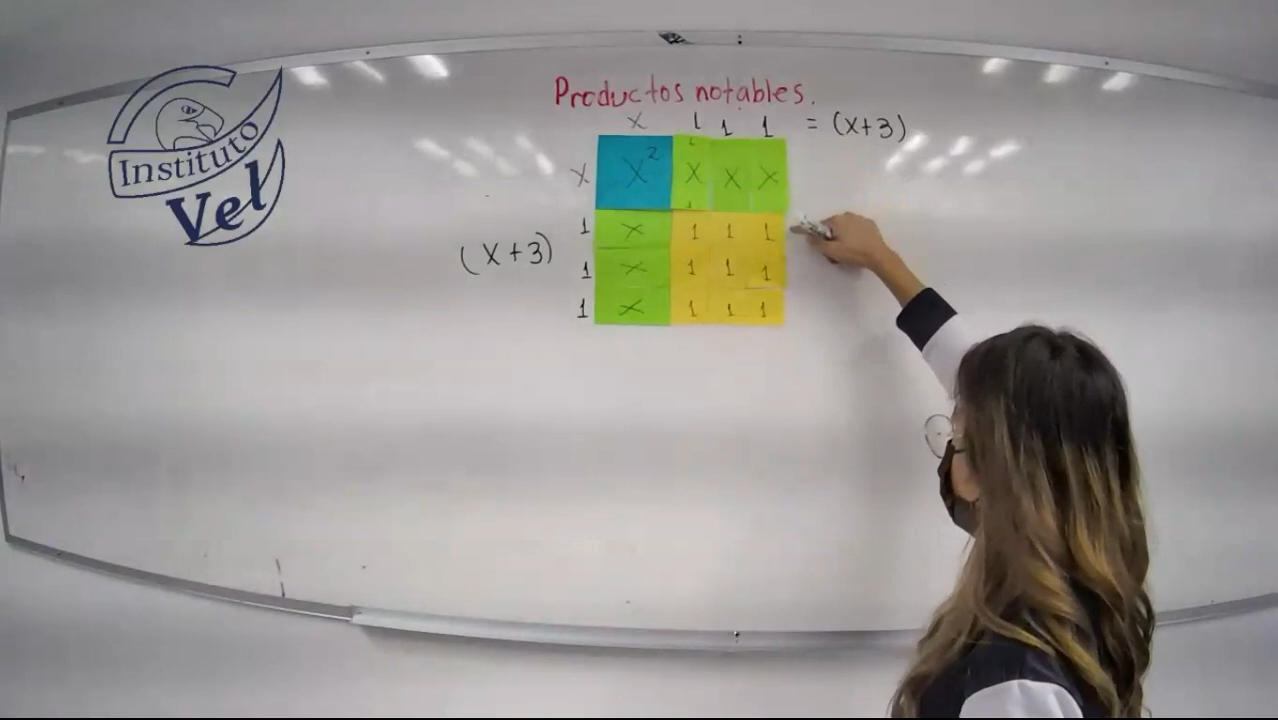 Instituto
Vel
Productos notables.
x 1 1 1 = (x+3)
x x² x x x
1 x 1 1 1
(x+3)
1 x 1 1 1
1 x 1 1 1